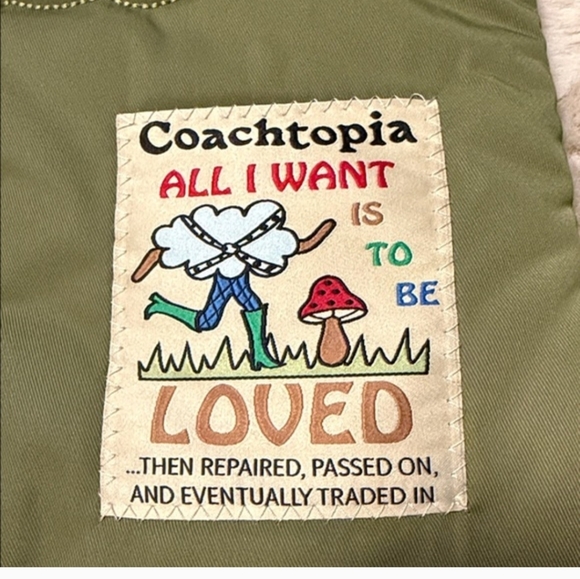 Coachtopia
ALL I WANT
IS
TO
BE
LOVED
...THEN REPAIRED, PASSED ON,
AND EVENTUALLY TRADED IN